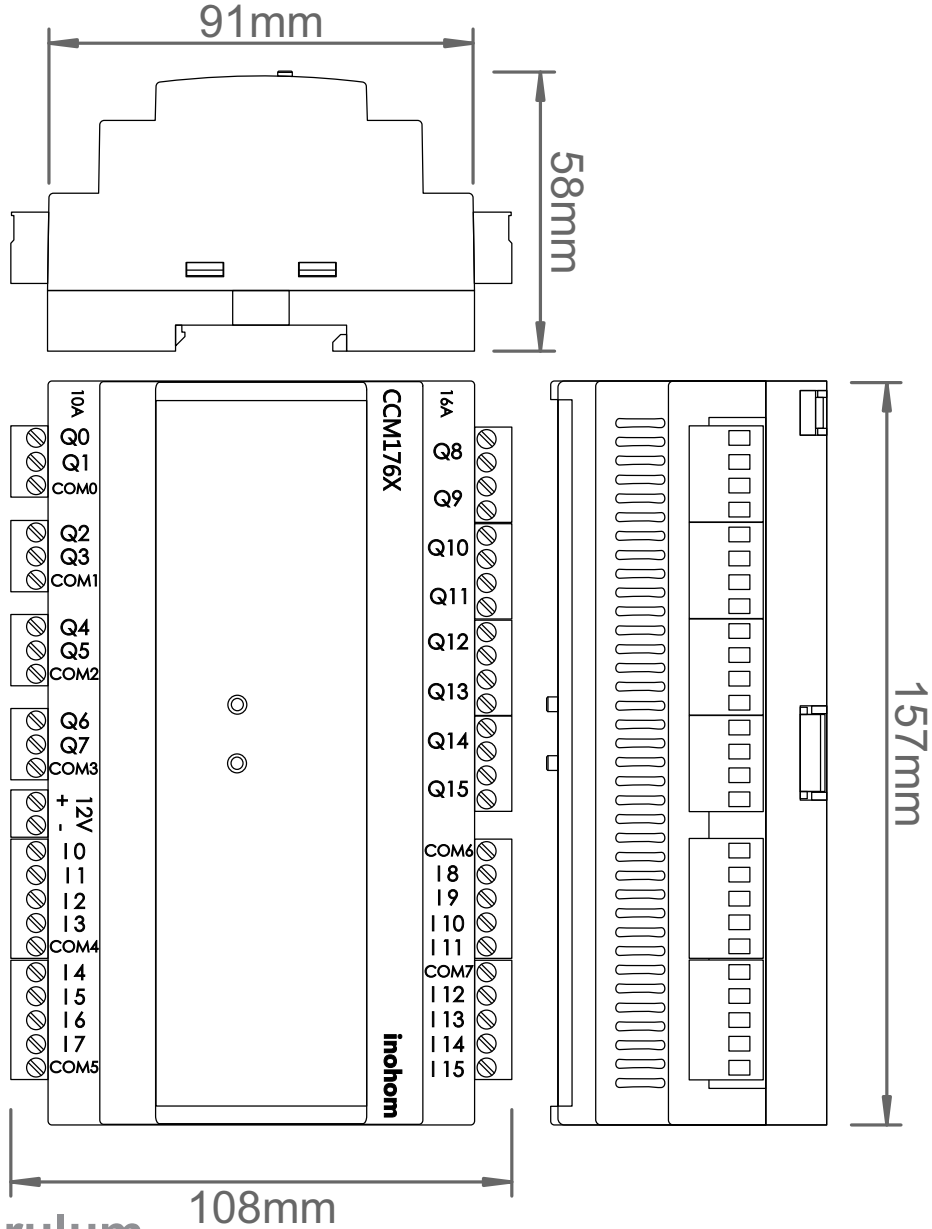 91mm
58mm
10A
CCM176X
16A
Q0
Q1
COM0
Q2
Q3
COM1
Q4
Q5
COM2
Q6
Q7
COM3
12V
+
-
I0
I1
I2
I3
COM4
I4
I5
I6
I7
COM5
Q8
Q9
Q10
Q11
Q12
Q13
Q14
Q15
COM6
I8
I9
I10
I11
COM7
I12
I13
I14
I15
inohom
157mm
108mm
rulum